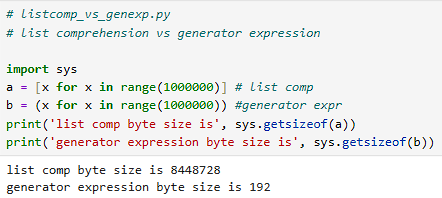 # listcomp_vs_genexp.py
# list comprehension vs generator expression
import sys
a = [x for x in range(1000000)] # list comp
b = (x for x in range(1000000)) #generator expr
print('list comp byte size is', sys.getsizeof(a))
print('generator expression byte size is', sys.getsizeof(b))
list comp byte size is 8448728
generator expression byte size is 192